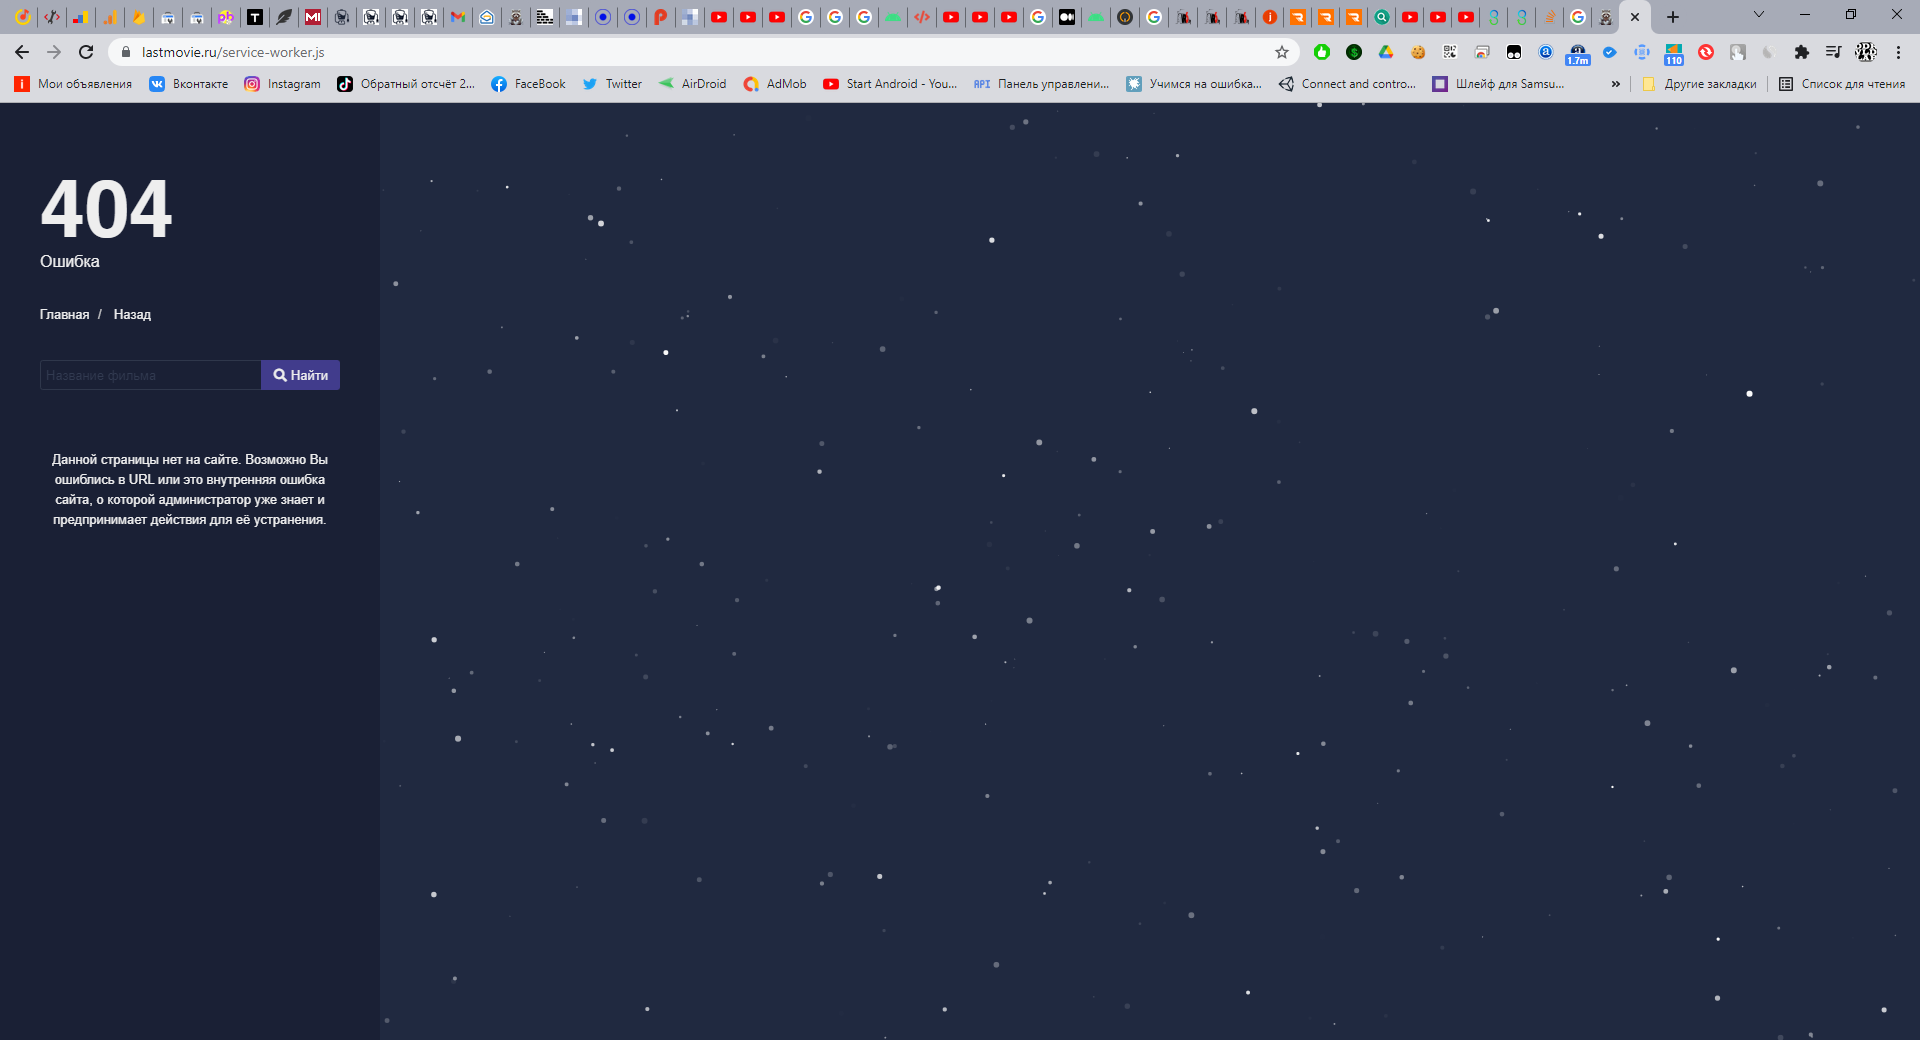 lastmovie.ru/service-worker.js
1.7m
110
Мои объявления
Вконтакте
Instagram
Обратный отсчёт 2...
FaceBook
Twitter
AirDroid
AdMob
Start Android - You...
API Панель управлени...
Учимся на ошибка...
Connect and contro...
Шлейф для Samsu...
»
Другие закладки
Список для чтения
404
Ошибка
Главная / Назад
Название фильма
Найти
Данной страницы нет на сайте. Возможно Вы
ошиблись в URL или это внутренняя ошибка
сайта, о которой администратор уже знает и
предпринимает действия для её устранения.